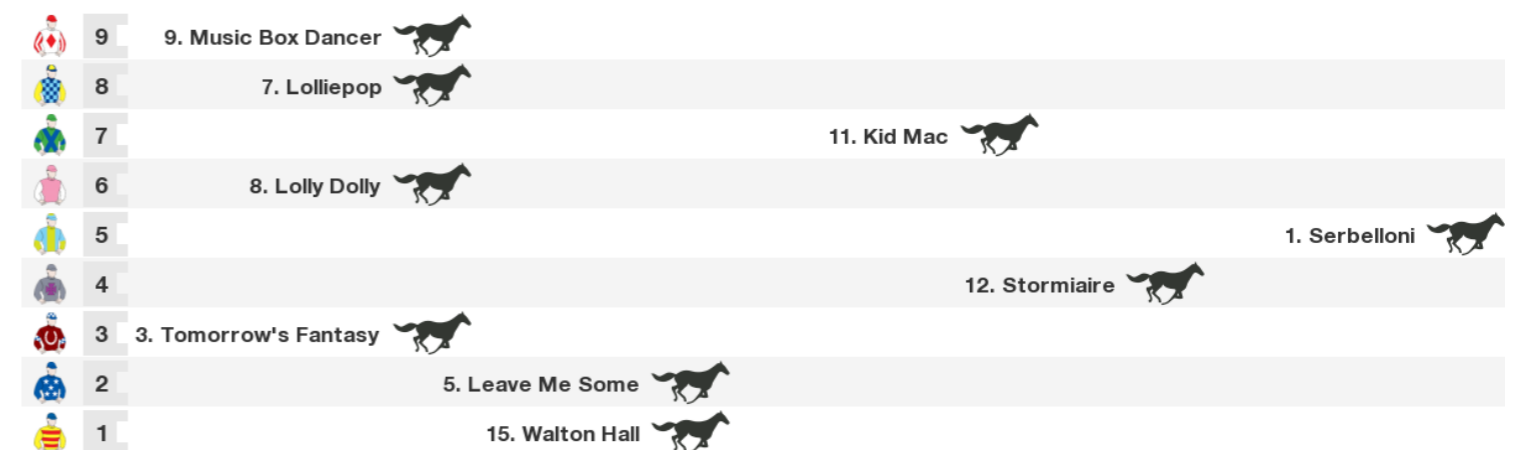 9 9. Music Box Dancer
8 7. Lolliepop
7 11. Kid Mac
6 8. Lolly Dolly
5 1. Serbelloni
4 12. Stormiaire
3 3. Tomorrow's Fantasy
2 5. Leave Me Some
1 15. Walton Hall